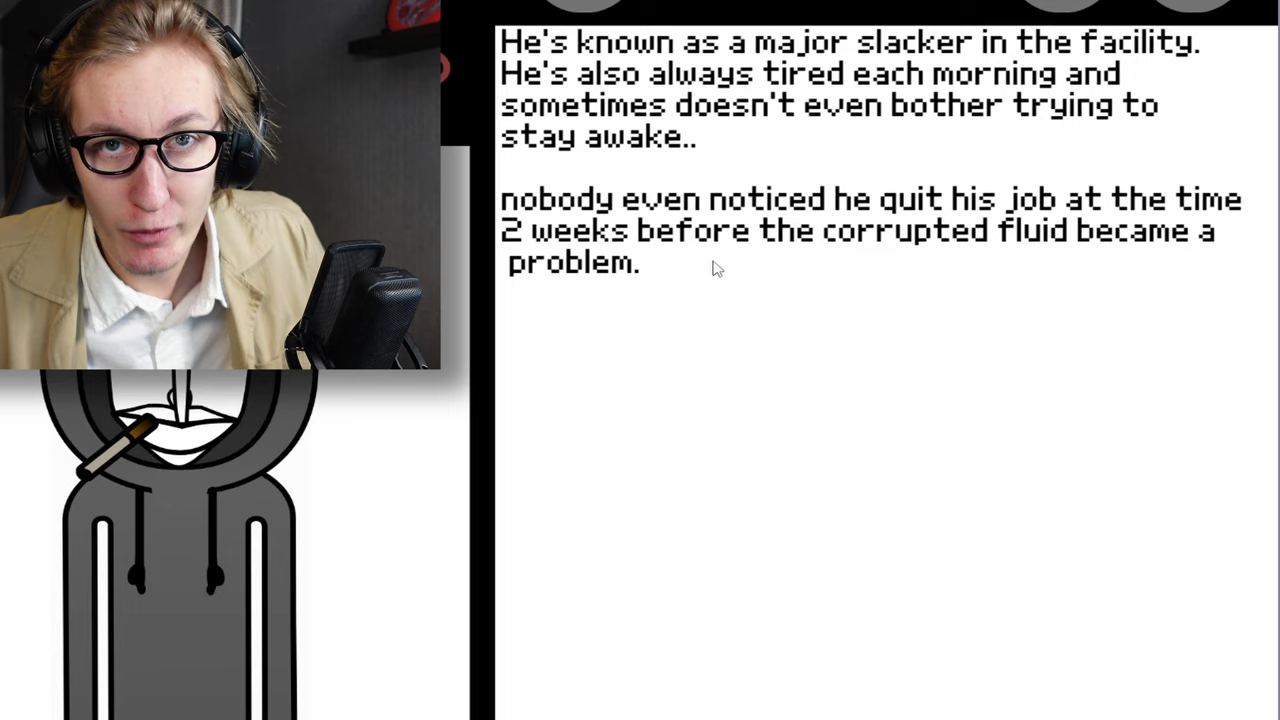 He's known as a major slacker in the facility.
He's also always tired each morning and
sometimes doesn't even bother trying to
stay awake..
nobody even noticed he quit his job at the time
2 weeks before the corrupted fluid became a
problem.